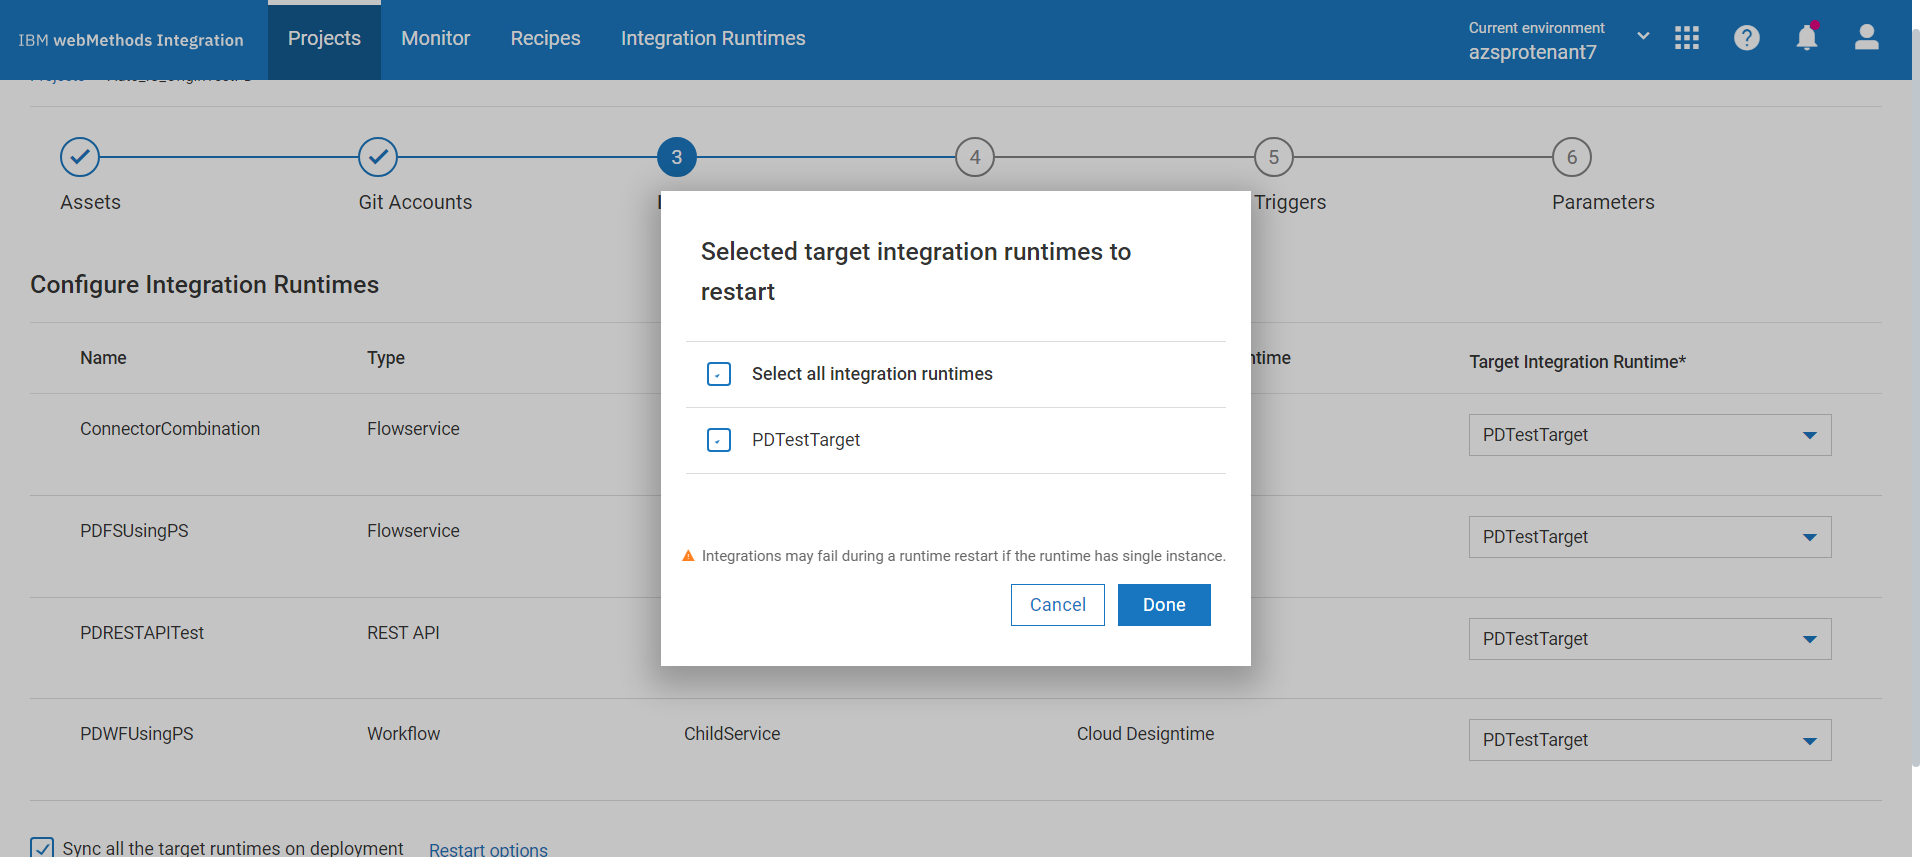 IBM webMethods Integration
Projects
Monitor
Recipes
Integration Runtimes
Current environment
azsprotenant7
3
4
5
6
Assets
Git Accounts
Triggers
Parameters
Configure Integration Runtimes
Selected target integration runtimes to
restart
Name
Type
Target Integration Runtime*
Select all integration runtimes
ConnectorCombination
Flowservice
PDTestTarget
PDTestTarget
PDFSUsingPS
Flowservice
PDTestTarget
Integrations may fail during a runtime restart if the runtime has single instance.
Cancel
Done
PDRESTAPITest
REST API
PDTestTarget
PDWFUsingPS
Workflow
ChildService
Cloud Designtime
PDTestTarget
Sync all the target runtimes on deployment
Restart options